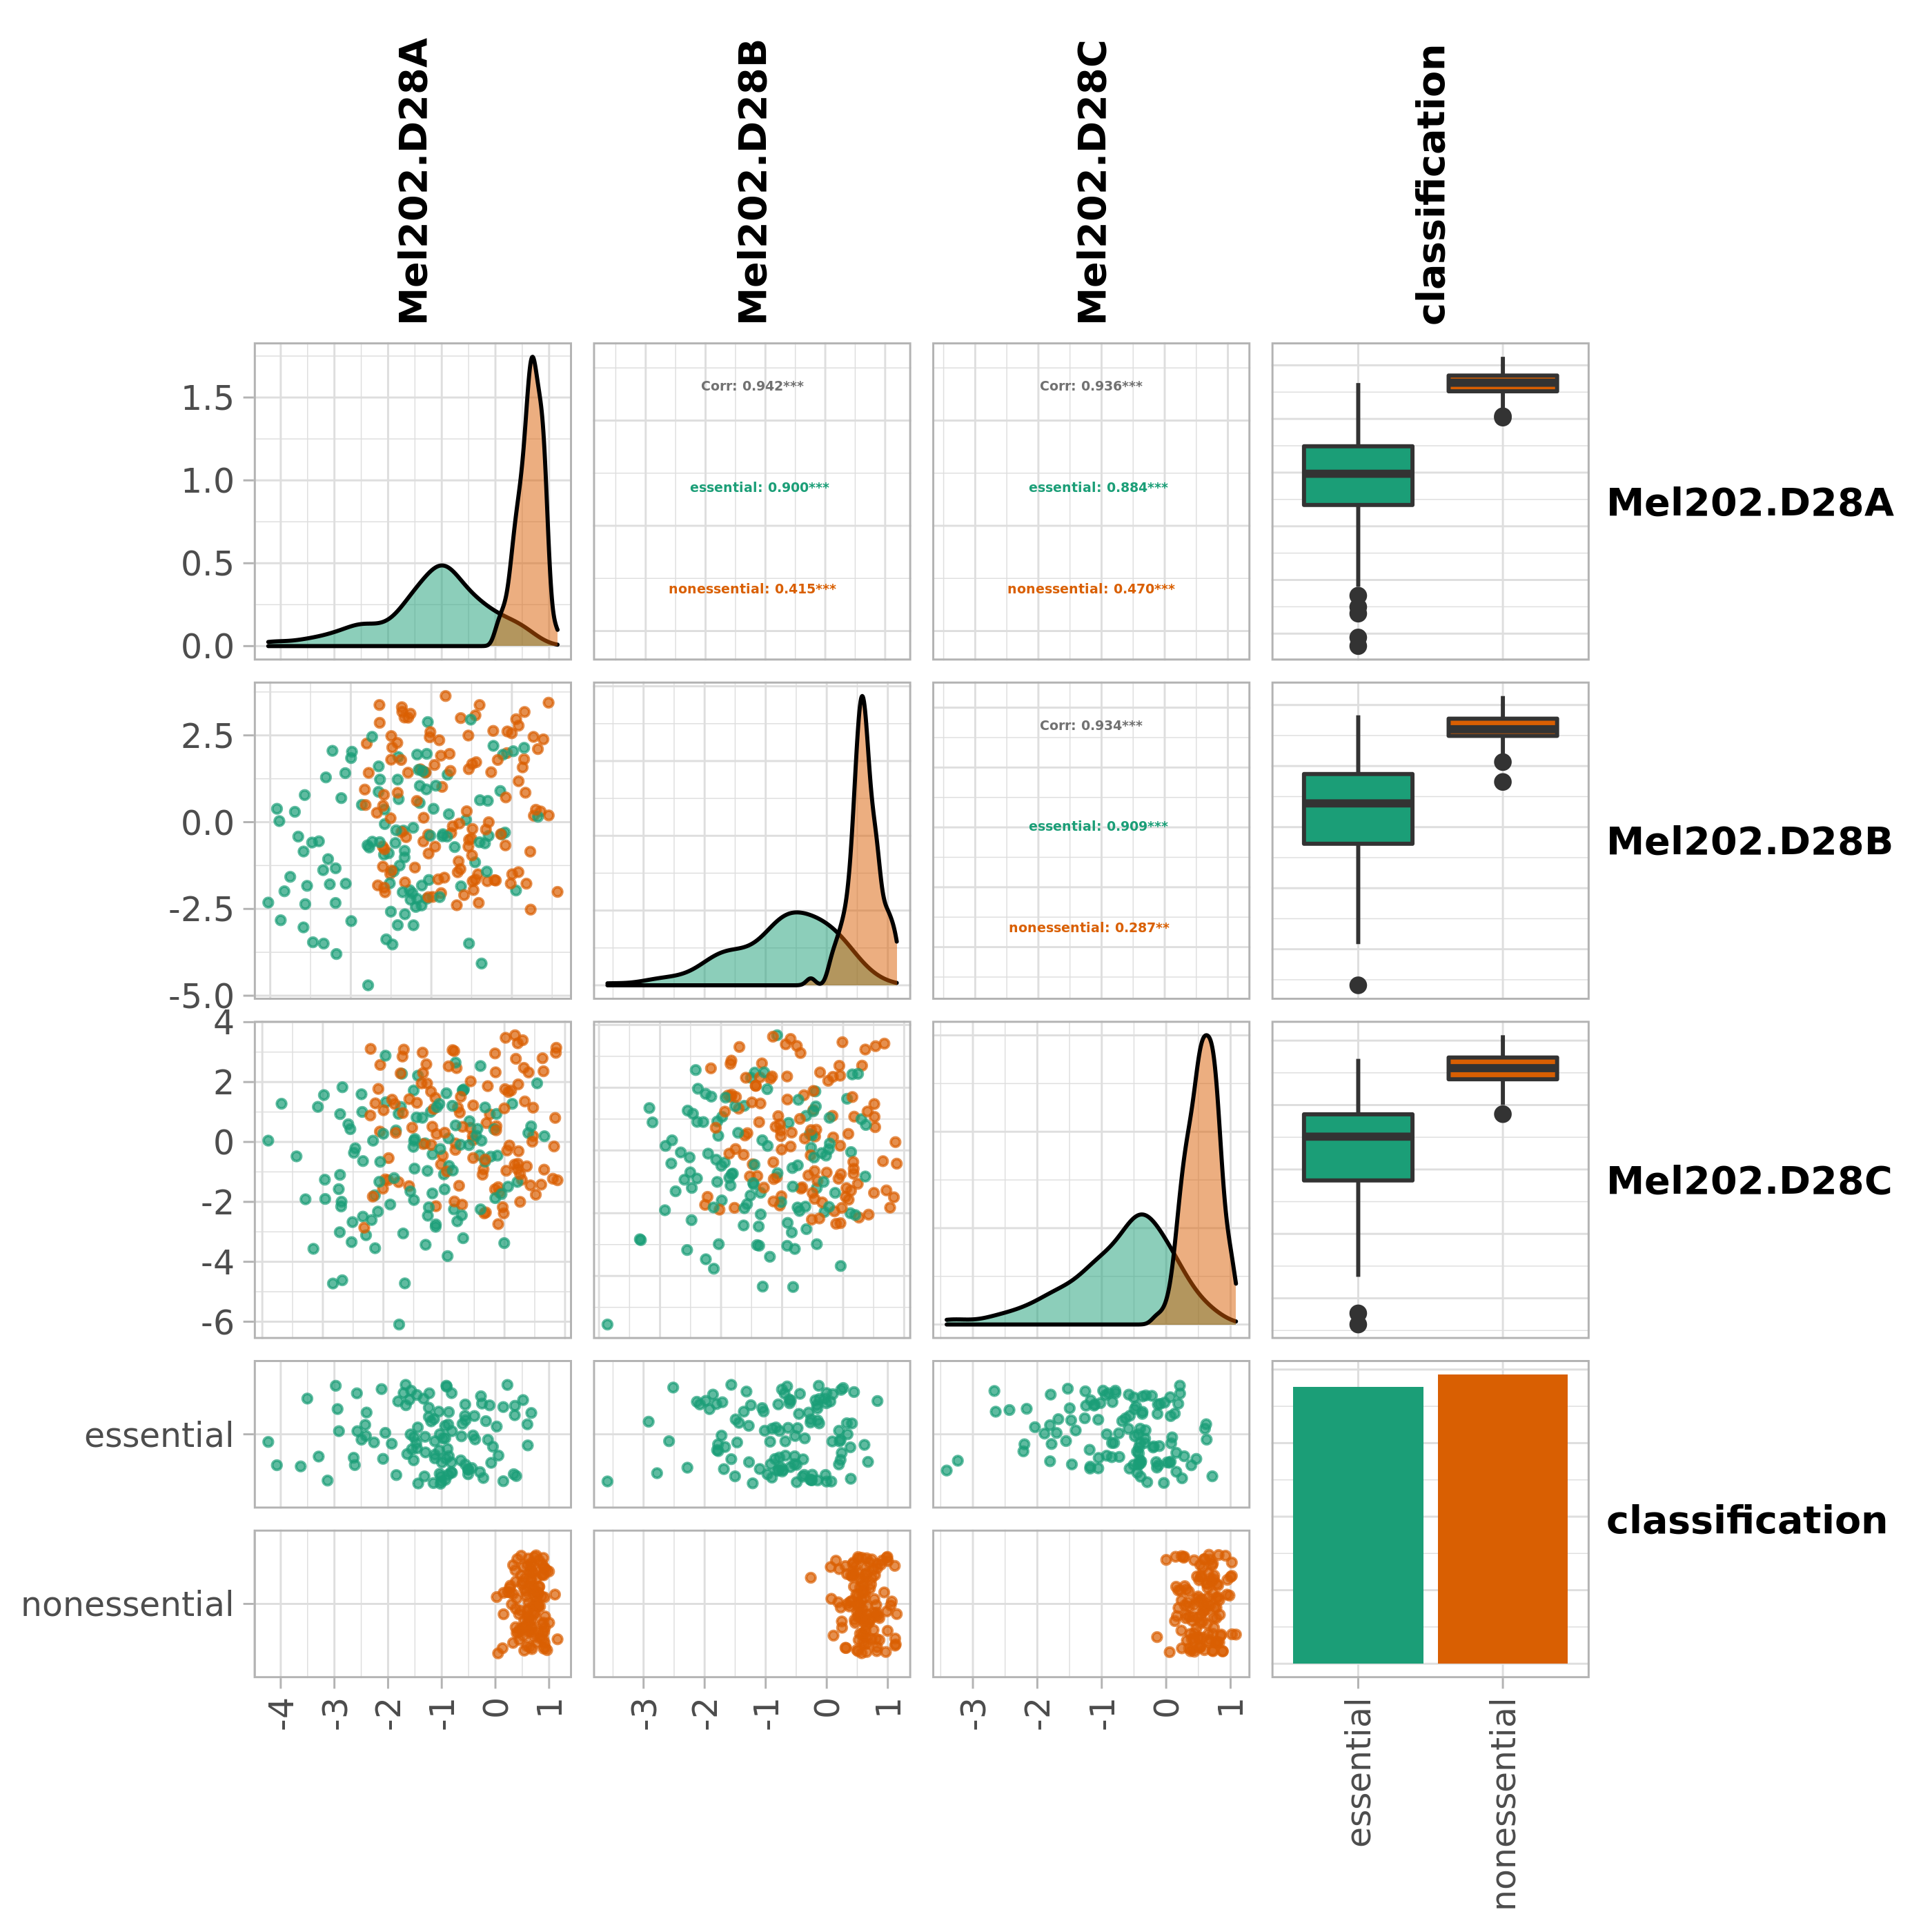 Mel202.D28A
Mel202.D28B
Mel202.D28C
classification
1.5
1.0
0.5
0.0
Corr: 0.942***
essential: 0.900***
nonessential: 0.415***
Corr: 0.936***
essential: 0.884***
nonessential: 0.470***
Mel202.D28A
2.5
0.0
-2.5
-5.0
Corr: 0.934***
essential: 0.909***
nonessential: 0.287**
Mel202.D28B
4
2
0
-2
-4
-6
Mel202.D28C
essential
nonessential
classification
-4
-3
-2
-1
0
1
-3
-2
-1
0
1
-3
-2
-1
0
1
essential
nonessential